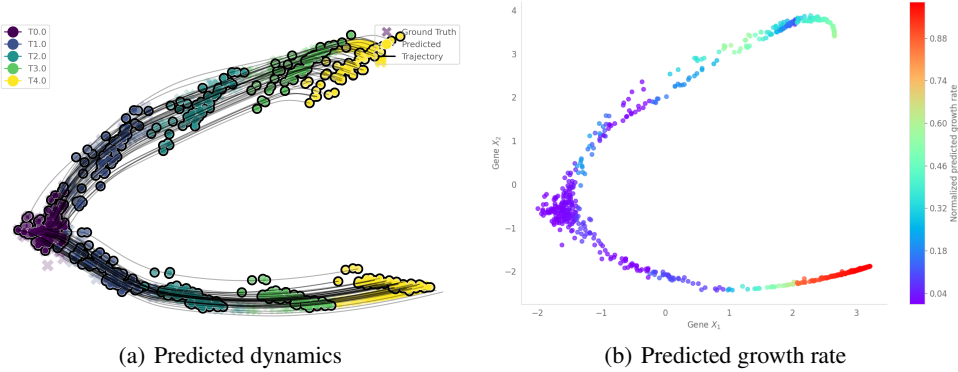 T0.0
T1.0
T2.0
T3.0
T4.0
Ground Truth
Predicted
Trajectory
(a) Predicted dynamics
4
3
2
1
0
−1
−2
Gene X₂
−2
−1
0
1
2
3
Gene X₁
0.88
0.74
0.60
0.46
0.32
0.18
0.04
Normalized predicted growth rate
(b) Predicted growth rate